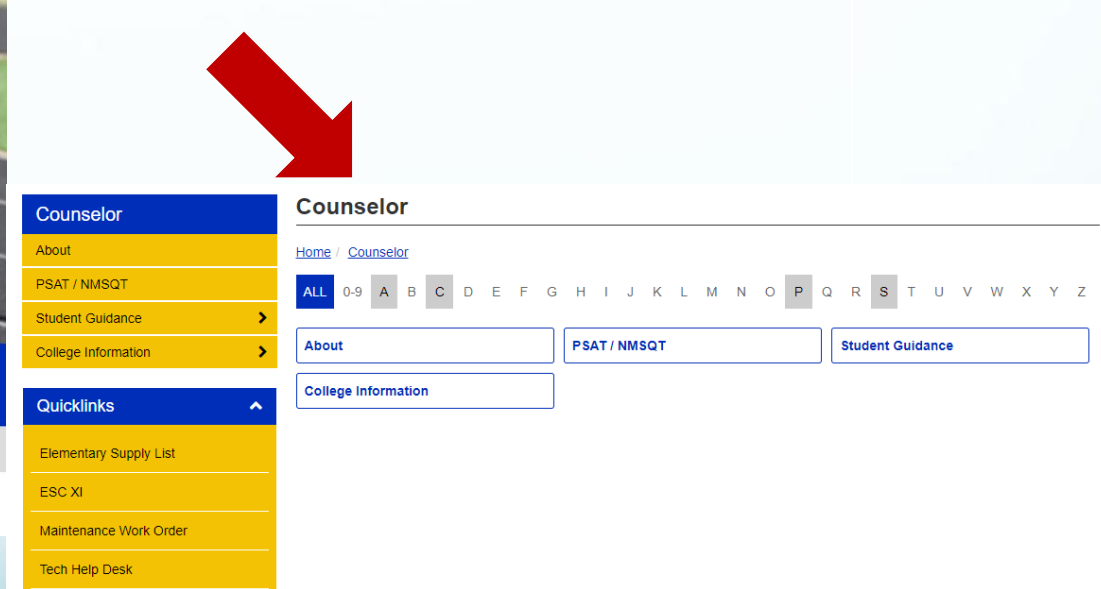 Counselor
About
PSAT / NMSQT
Student Guidance
College Information
Quicklinks
Elementary Supply List
ESC XI
Maintenance Work Order
Tech Help Desk
Counselor
Home / Counselor
ALL 0-9 A B C D E F G H I J K L M N O P Q R S T U V W X Y Z
About PSAT / NMSQT Student Guidance
College Information